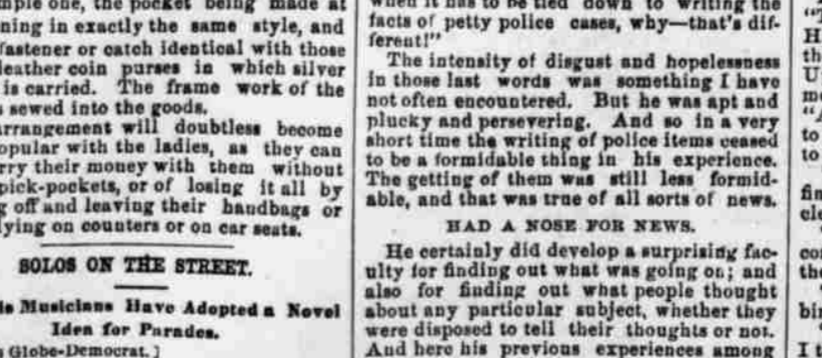 mple one, the pocket being made at
ning in exactly the same style, and
fastener or catch identical with those
leather coin purses in which silver
is carried. The frame work of the
sewed into the goods.
arrangement will doubtless become
opular with the ladies, as they can
rry their money with them without
pick-pockets, or of losing it all by
g off and leaving their handbags or
lying on counters or on car seats.
SOLOS ON THE STREET.
is Musicians Have Adopted a Novel
Idea for Parades.
Globe-Democrat.]
when it has to be tied down to writing the
facts of petty police cases, why—that's dif-
ferent!"
The intensity of disgust and hopelessness
in those last words was something I have
not often encountered. But he was apt and
plucky and persevering. And so in a very
short time the writing of police items ceased
to be a formidable thing in his experience.
The getting of them was still less formid-
able, and that was true of all sorts of news.
HAD A NOSE FOR NEWS.
He certainly did develop a surprising fac-
ulty for finding out what was going on; and
also for finding out what people thought
about any particular subject, whether they
were disposed to tell their thoughts or not.
And here his previous experiences among
"T
H
th
U
me
"A
to
to
fin
cle
co
the
bin
I t